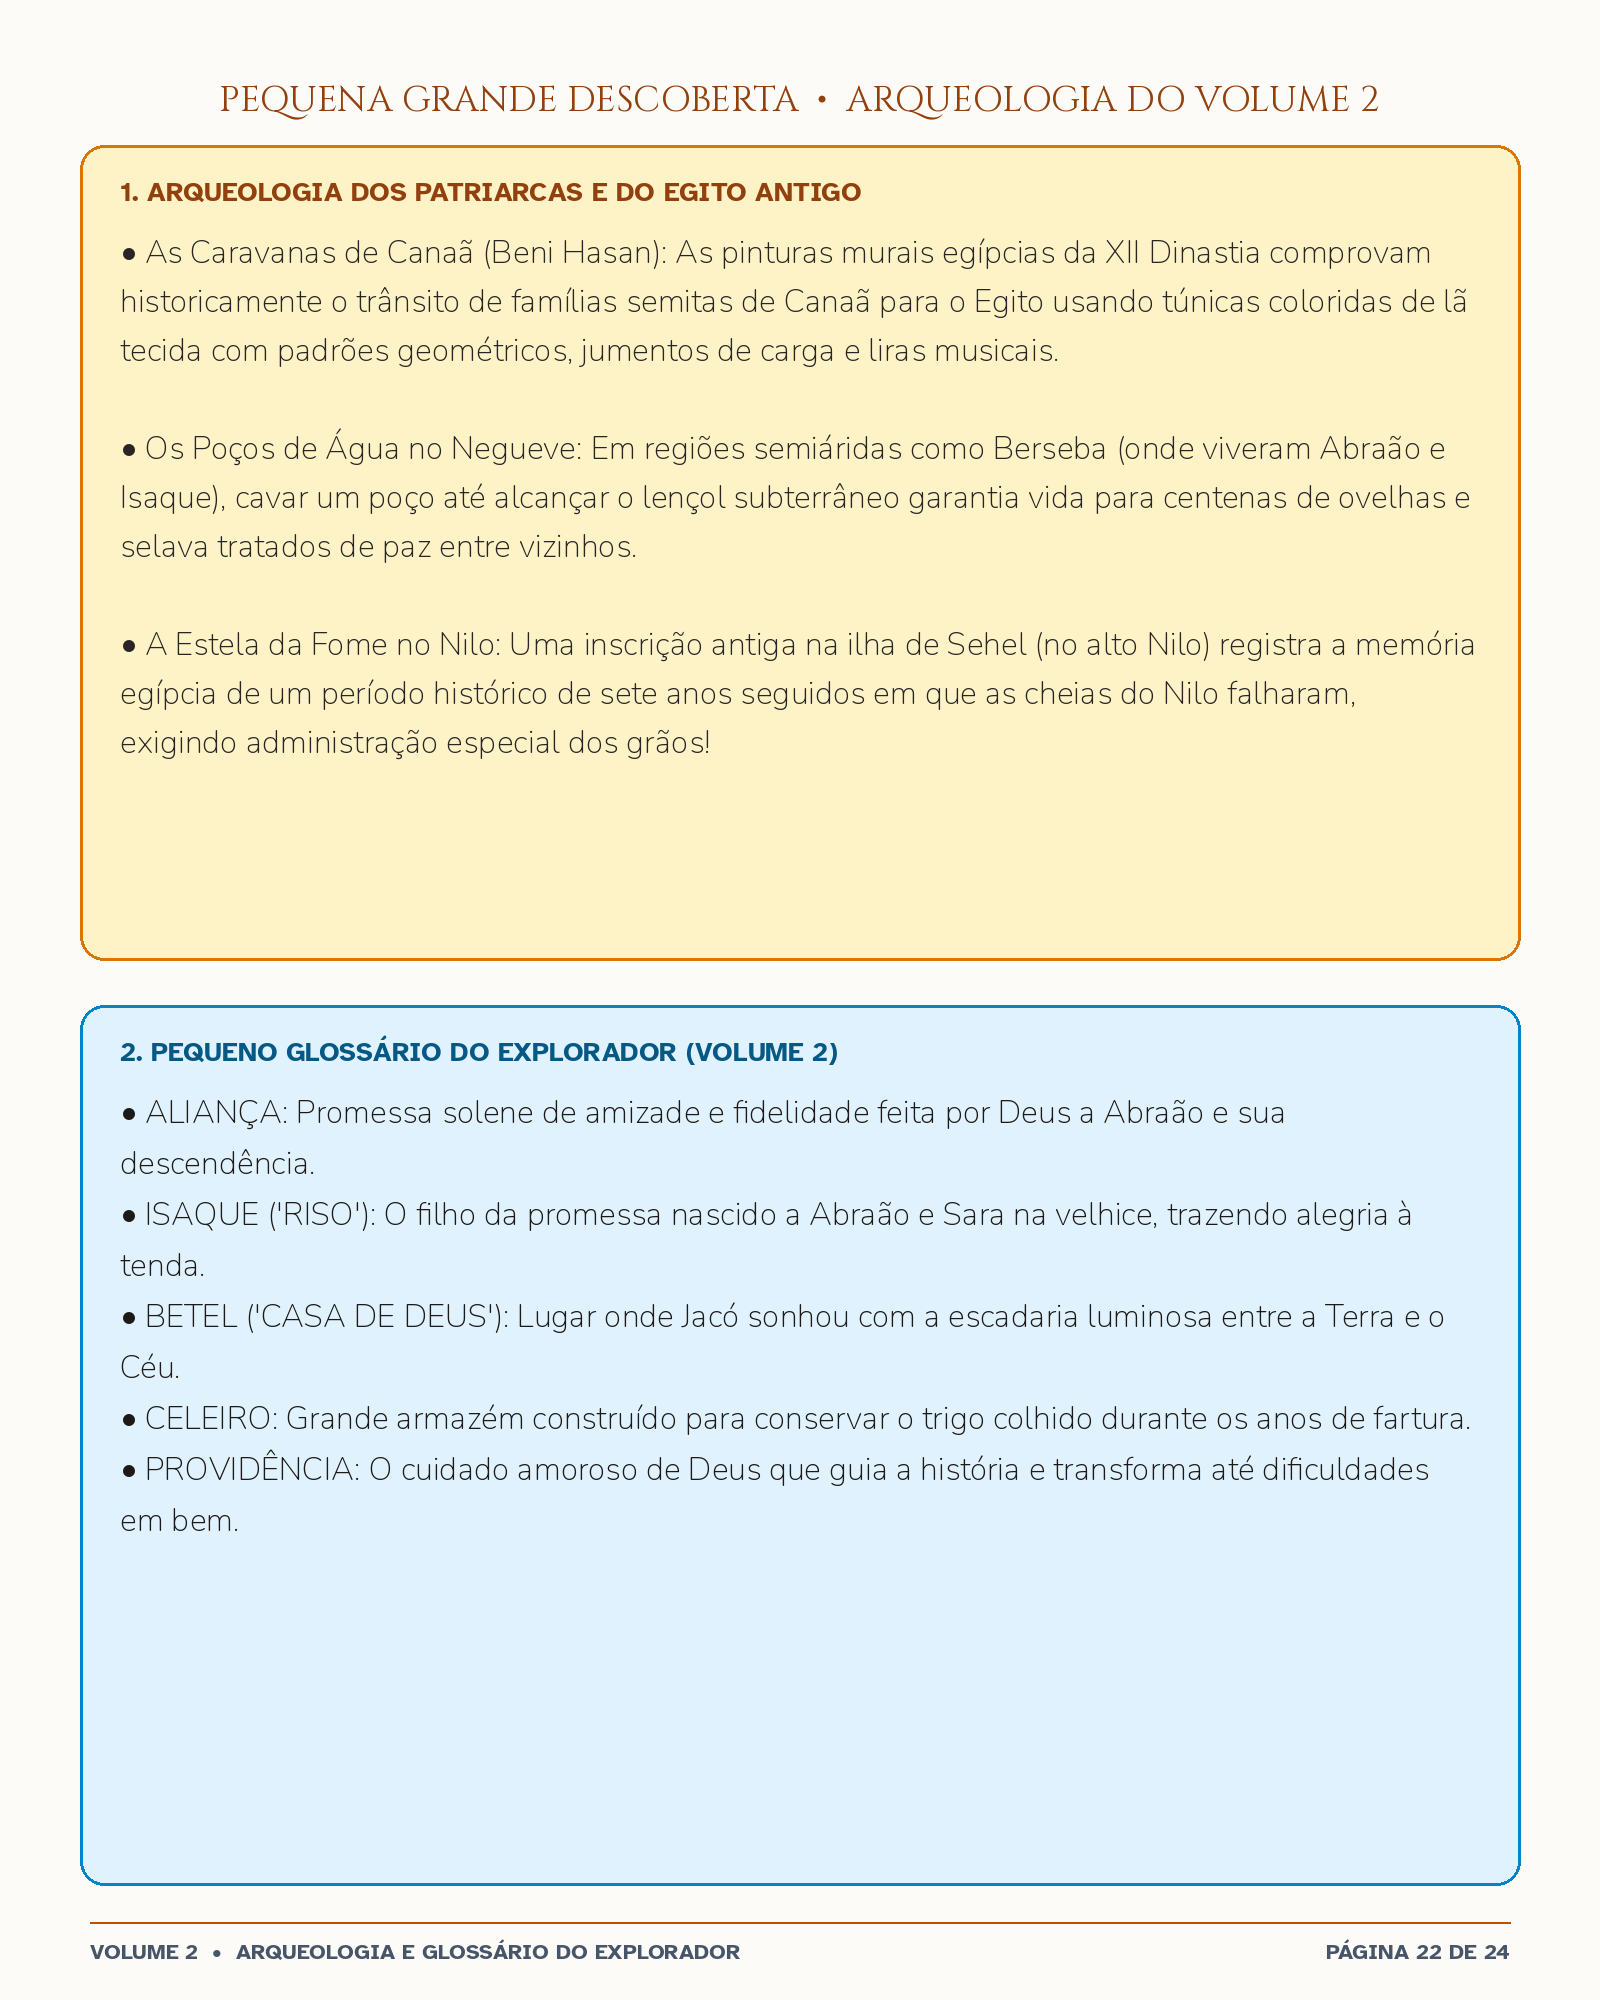 PEQUENA GRANDE DESCOBERTA • ARQUEOLOGIA DO VOLUME 2
1. ARQUEOLOGIA DOS PATRIARCAS E DO EGITO ANTIGO
• As Caravanas de Canaã (Beni Hasan): As pinturas murais egípcias da XII Dinastia comprovam
historicamente o trânsito de famílias semitas de Canaã para o Egito usando túnicas coloridas de lã
tecida com padrões geométricos, jumentos de carga e liras musicais.
• Os Poços de Água no Negueve: Em regiões semiáridas como Berseba (onde viveram Abraão e
Isaque), cavar um poço até alcançar o lençol subterrâneo garantia vida para centenas de ovelhas e
selava tratados de paz entre vizinhos.
• A Estela da Fome no Nilo: Uma inscrição antiga na ilha de Sehel (no alto Nilo) registra a memória
egípcia de um período histórico de sete anos seguidos em que as cheias do Nilo falharam,
exigindo administração especial dos grãos!
2. PEQUENO GLOSSÁRIO DO EXPLORADOR (VOLUME 2)
• ALIANÇA: Promessa solene de amizade e fidelidade feita por Deus a Abraão e sua
descendência.
• ISAQUE ('RISO'): O filho da promessa nascido a Abraão e Sara na velhice, trazendo alegria à
tenda.
• BETEL ('CASA DE DEUS'): Lugar onde Jacó sonhou com a escadaria luminosa entre a Terra e o
Céu.
• CELEIRO: Grande armazém construído para conservar o trigo colhido durante os anos de fartura.
• PROVIDÊNCIA: O cuidado amoroso de Deus que guia a história e transforma até dificuldades
em bem.
VOLUME 2 • ARQUEOLOGIA E GLOSSÁRIO DO EXPLORADOR
PÁGINA 22 DE 24